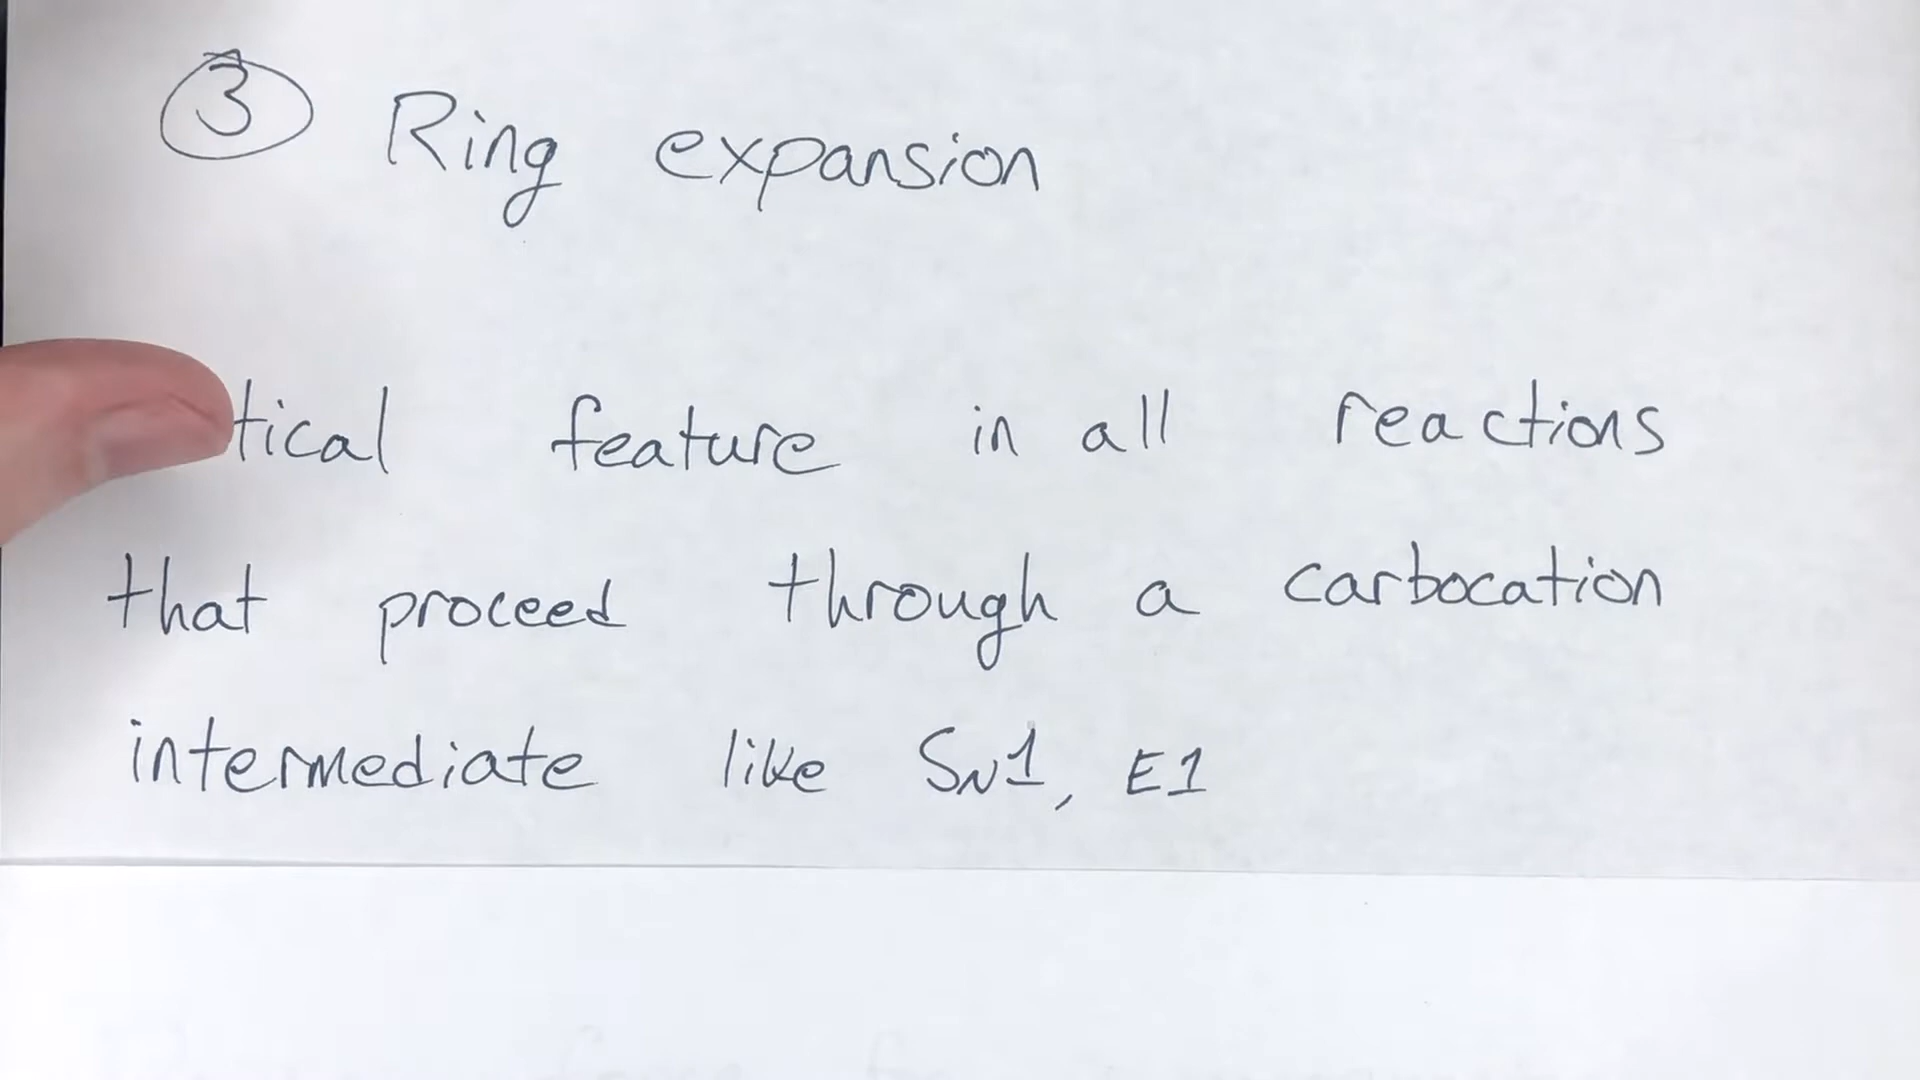 3 Ring expansion
tical feature in all reactions
that proceed through a carbocation
intermediate like SN1, E1